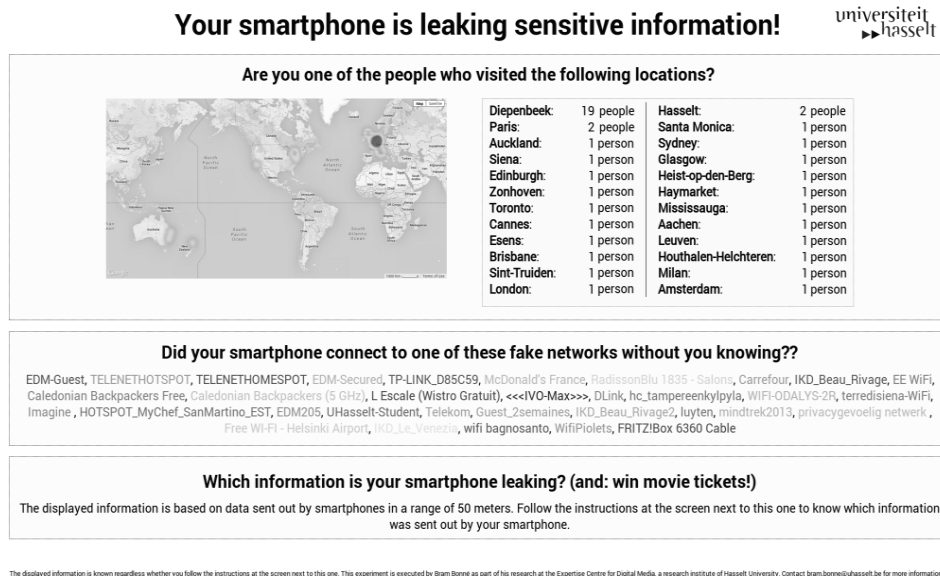 Your smartphone is leaking sensitive information!
universiteit
▶▶hasselt
Are you one of the people who visited the following locations?
Diepenbeek: 19 people Hasselt: 2 people
Paris: 2 people Santa Monica: 1 person
Auckland: 1 person Sydney: 1 person
Siena: 1 person Glasgow: 1 person
Edinburgh: 1 person Heist-op-den-Berg: 1 person
Zonhoven: 1 person Haymarket: 1 person
Toronto: 1 person Mississauga: 1 person
Cannes: 1 person Aachen: 1 person
Esens: 1 person Leuven: 1 person
Brisbane: 1 person Houthalen-Helchteren: 1 person
Sint-Truiden: 1 person Milan: 1 person
London: 1 person Amsterdam: 1 person
Did your smartphone connect to one of these fake networks without you knowing??
EDM-Guest, TELENETHOTSPOT, TELENETHOMESPOT, EDM-Secured, TP-LINK_D85C59, McDonald's France, RadissonBlu 1835 - Salons, Carrefour, IKD_Beau_Rivage, EE WiFi,
Caledonian Backpackers Free, Caledonian Backpackers (5 GHz), L Escale (Wistro Gratuit), <<<IVO-Max>>>, DLink, hc_tampereenkylpyla, WIFI-ODALYS-2R, terredisiena-WiFi,
Imagine , HOTSPOT_MyChef_SanMartino_EST, EDM205, UHasselt-Student, Telekom, Guest_2semaines, IKD_Beau_Rivage2, luyten, mindtrek2013, privacygevoelig netwerk ,
Free WI-FI - Helsinki Airport, IKD_Le_Venezia, wifi bagnosanto, WifiPiolets, FRITZ!Box 6360 Cable
Which information is your smartphone leaking? (and: win movie tickets!)
The displayed information is based on data sent out by smartphones in a range of 50 meters. Follow the instructions at the screen next to this one to know which information
was sent out by your smartphone.
The displayed information is known regardless whether you follow the instructions at the screen next to this one. This experiment is executed by Bram Bonné as part of his research at the Expertise Centre for Digital Media, a research institute of Hasselt University. Contact bram.bonne@uhasselt.be for more information